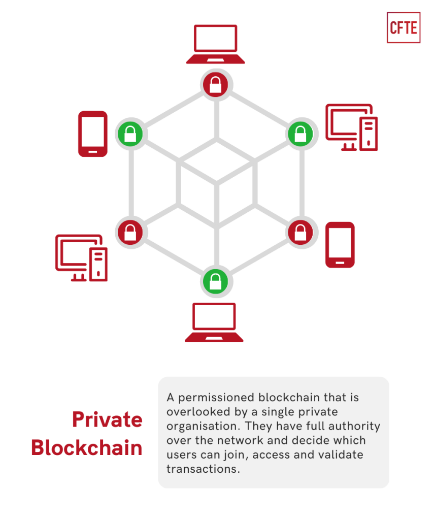 CFTE
Private
Blockchain
A permissioned blockchain that is
overlooked by a single private
organisation. They have full authority
over the network and decide which
users can join, access and validate
transactions.